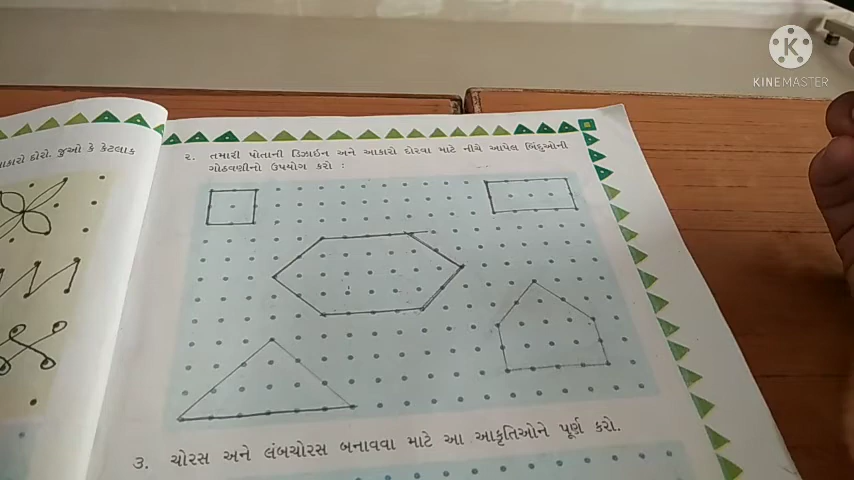 KINEMASTER
આકારો દોરો. જુઓ કે કેટલાક
૨. તમારી પોતાની ડિઝાઇન અને આકારો દોરવા માટે નીચે આપેલ બિંદુઓની
ગોઠવણીનો ઉપયોગ કરો :
૩. ચોરસ અને લંબચોરસ બનાવવા માટે આ આકૃતિઓને પૂર્ણ કરો.